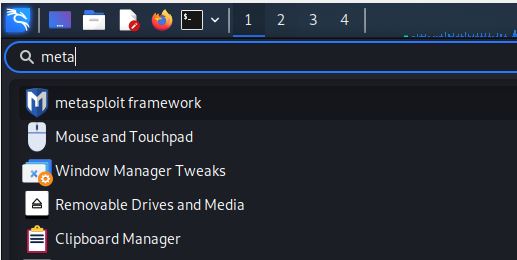 1 2 3 4
meta
metasploit framework
Mouse and Touchpad
Window Manager Tweaks
Removable Drives and Media
Clipboard Manager